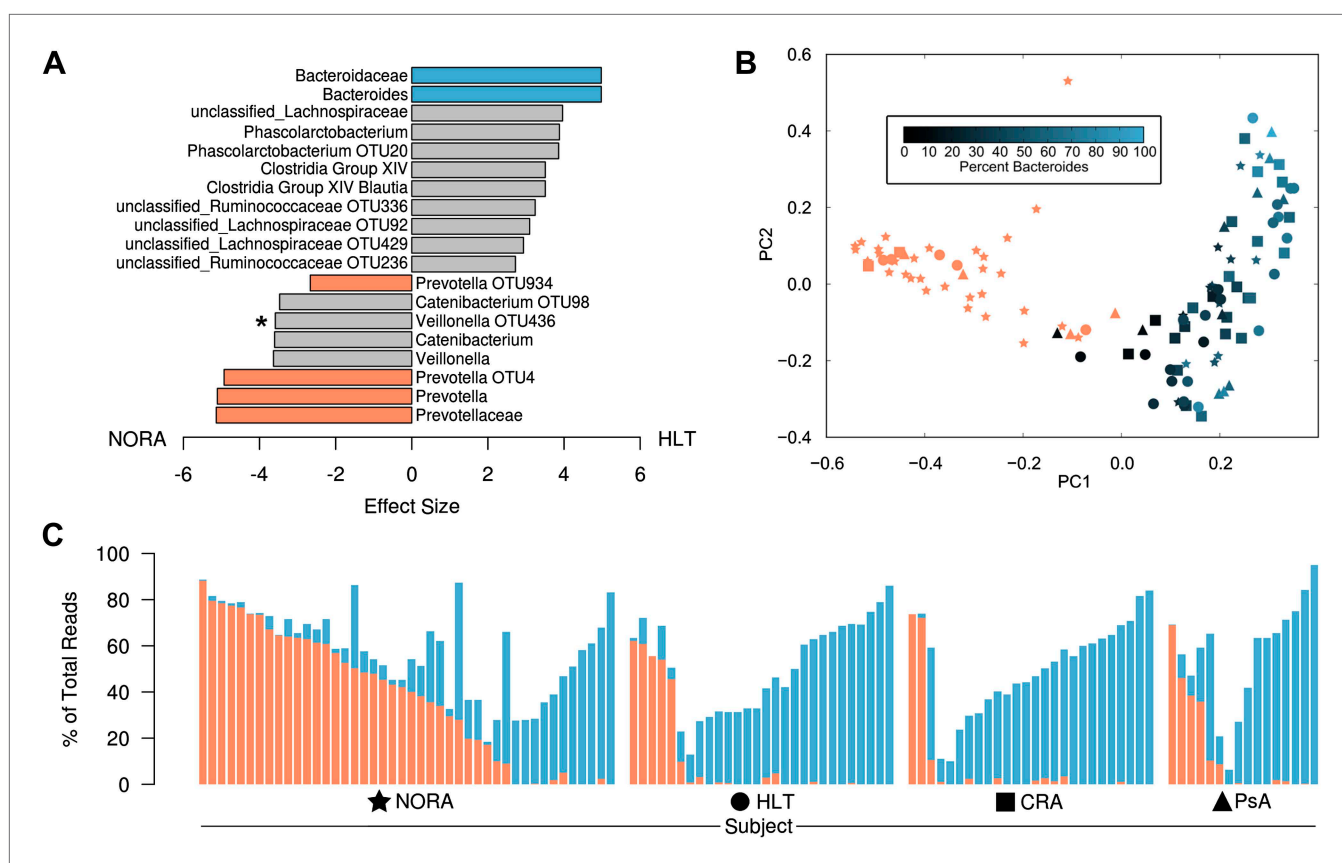 A
Bacteroidaceae
Bacteroides
unclassified_Lachnospiraceae
Phascolarctobacterium
Phascolarctobacterium OTU20
Clostridia Group XIV
Clostridia Group XIV Blautia
unclassified_Ruminococcaceae OTU336
unclassified_Lachnospiraceae OTU92
unclassified_Lachnospiraceae OTU429
unclassified_Ruminococcaceae OTU236
Prevotella OTU934
Catenibacterium OTU98
* Veillonella OTU436
Catenibacterium
Veillonella
Prevotella OTU4
Prevotella
Prevotellaceae
NORA HLT
-6 -4 -2 0 2 4 6
Effect Size
B
0.6
0.4
0.2
0.0
−0.2
−0.4
PC2
0 10 20 30 40 50 60 70 80 90 100
Percent Bacteroides
−0.6 −0.4 −0.2 0.0 0.2
PC1
C
100
80
60
40
20
0
% of Total Reads
NORA HLT CRA PsA
Subject